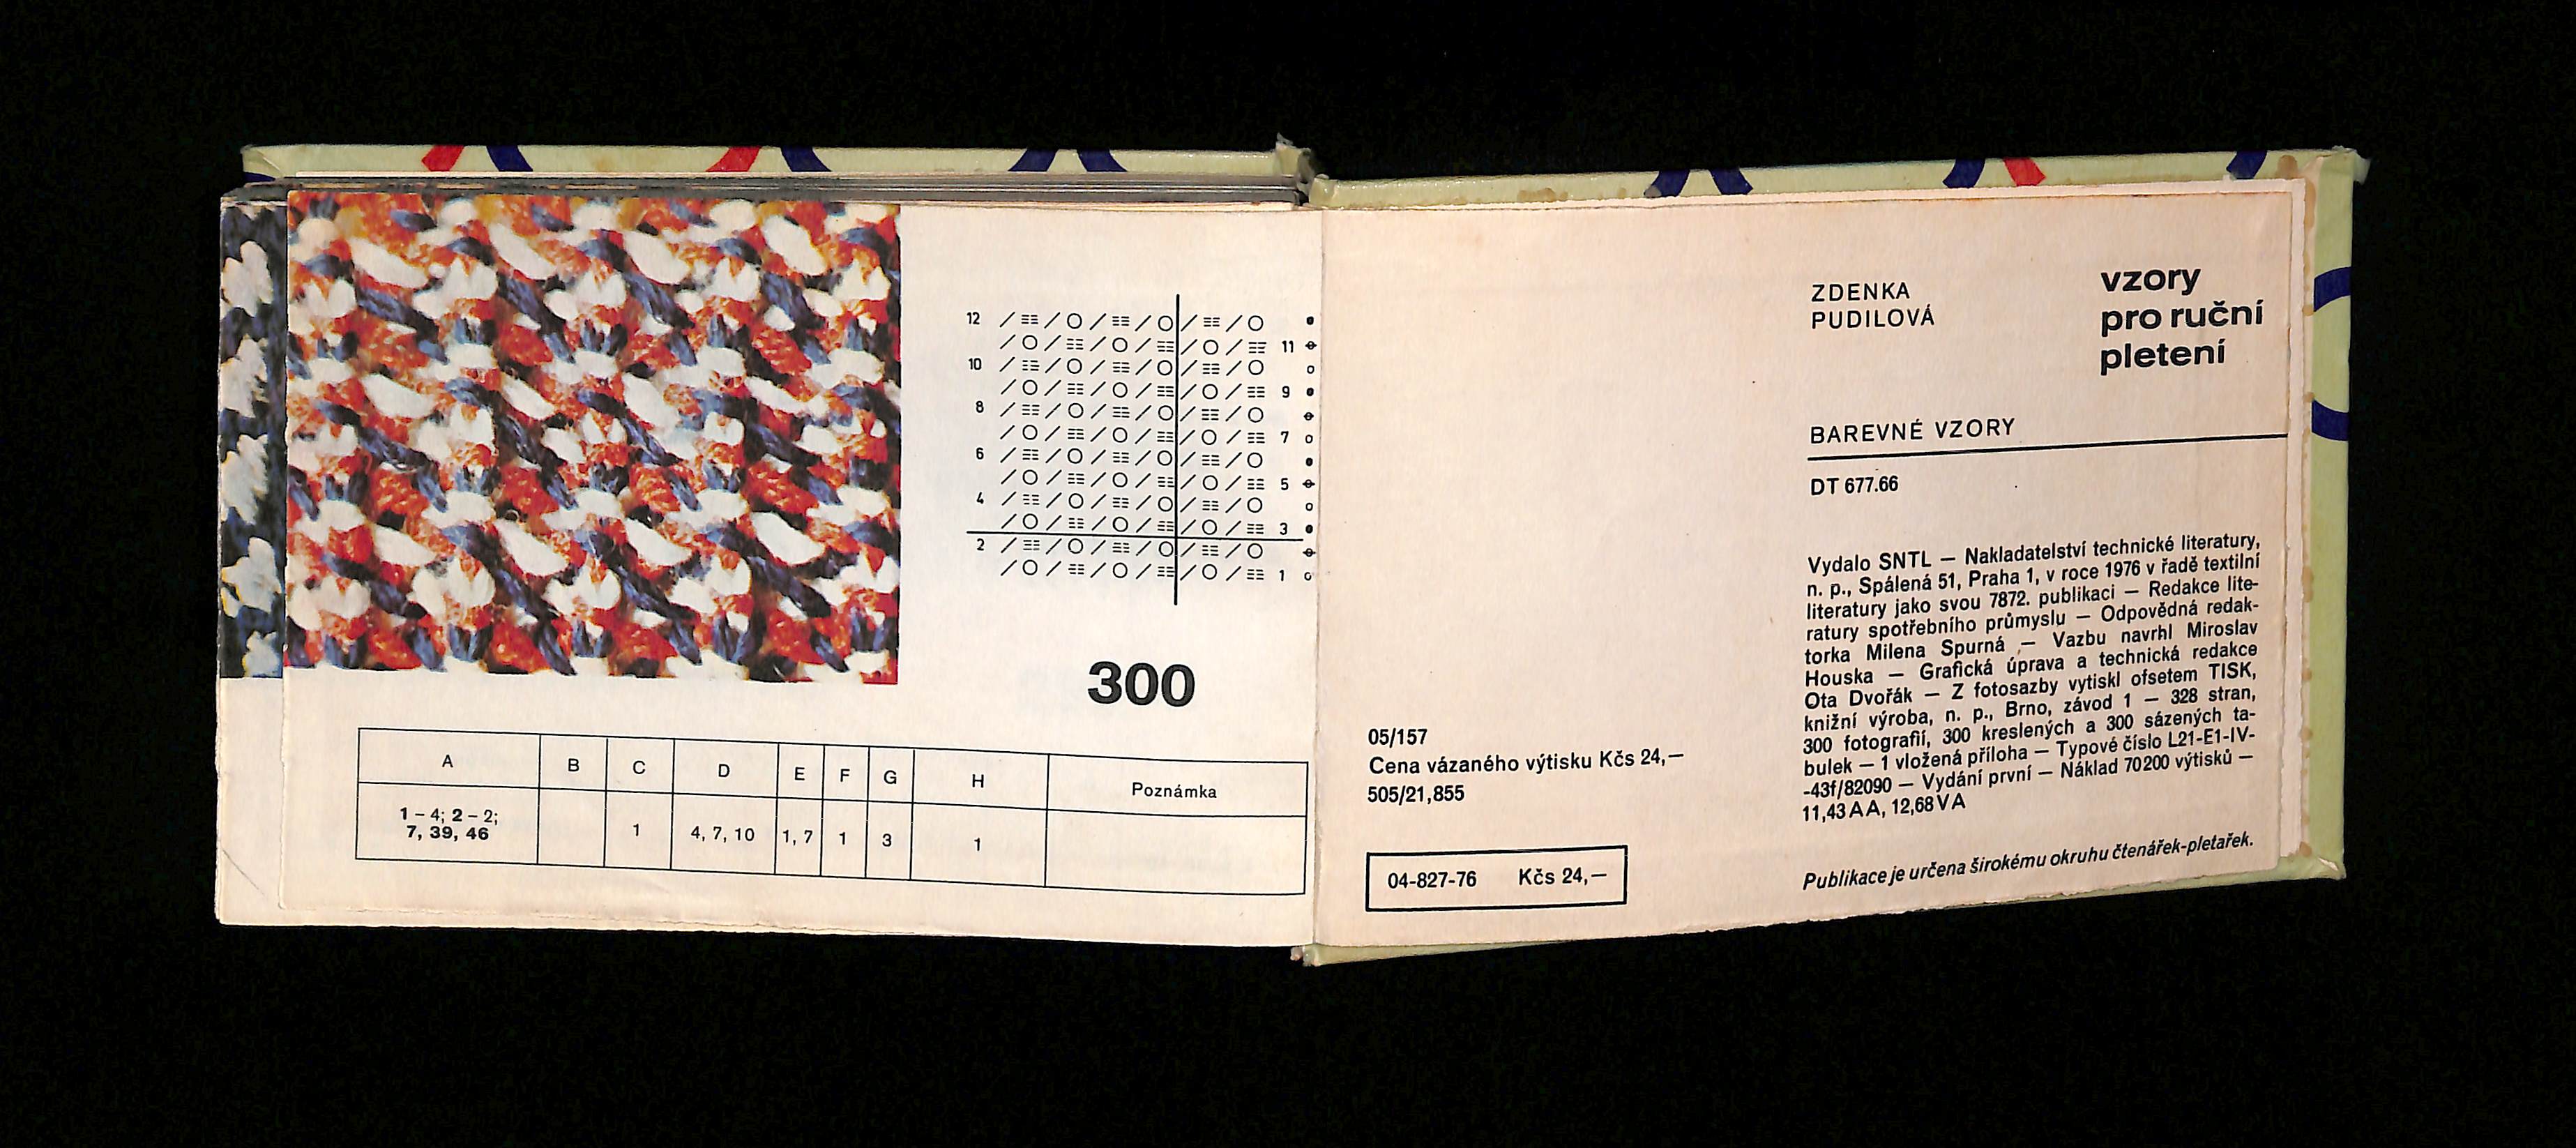 12 / ≡≡ / O / ≡≡ / O / ≡≡ / O
/ O / ≡≡ / O / ≡≡ / O / ≡≡ 11
10 / ≡≡ / O / ≡≡ / O / ≡≡ / O
/ O / ≡≡ / O / ≡≡ / O / ≡≡ 9
8 / ≡≡ / O / ≡≡ / O / ≡≡ / O
/ O / ≡≡ / O / ≡≡ / O / ≡≡ 7
6 / ≡≡ / O / ≡≡ / O / ≡≡ / O
/ O / ≡≡ / O / ≡≡ / O / ≡≡ 5
4 / ≡≡ / O / ≡≡ / O / ≡≡ / O
/ O / ≡≡ / O / ≡≡ / O / ≡≡ 3
2 / ≡≡ / O / ≡≡ / O / ≡≡ / O
/ O / ≡≡ / O / ≡≡ / O / ≡≡ 1
300
A B C D E F G H Poznámka
1 – 4; 2 – 2;
7, 39, 46 1 4, 7, 10 1, 7 1 3 1
ZDENKA
PUDILOVÁ
vzory
pro ruční
pletení
BAREVNÉ VZORY
DT 677.66
Vydalo SNTL — Nakladatelství technické literatury,
n. p., Spálená 51, Praha 1, v roce 1976 v řadě textilní
literatury jako svou 7872. publikaci — Redakce lite-
ratury spotřebního průmyslu — Odpovědná redak-
torka Milena Spurná — Vazbu navrhl Miroslav
Houska — Grafická úprava a technická redakce
Ota Dvořák — Z fotosazby vytiskl ofsetem TISK,
knižní výroba, n. p., Brno, závod 1 — 328 stran,
300 fotografií, 300 kreslených a 300 sázených ta-
bulek — 1 vložená příloha — Typové číslo L21-E1-IV-
-43f/82090 — Vydání první — Náklad 70200 výtisků —
11,43 AA, 12,68 VA
05/157
Cena vázaného výtisku Kčs 24,—
505/21,855
04-827-76 Kčs 24,—
Publikace je určena širokému okruhu čtenářek-pletařek.